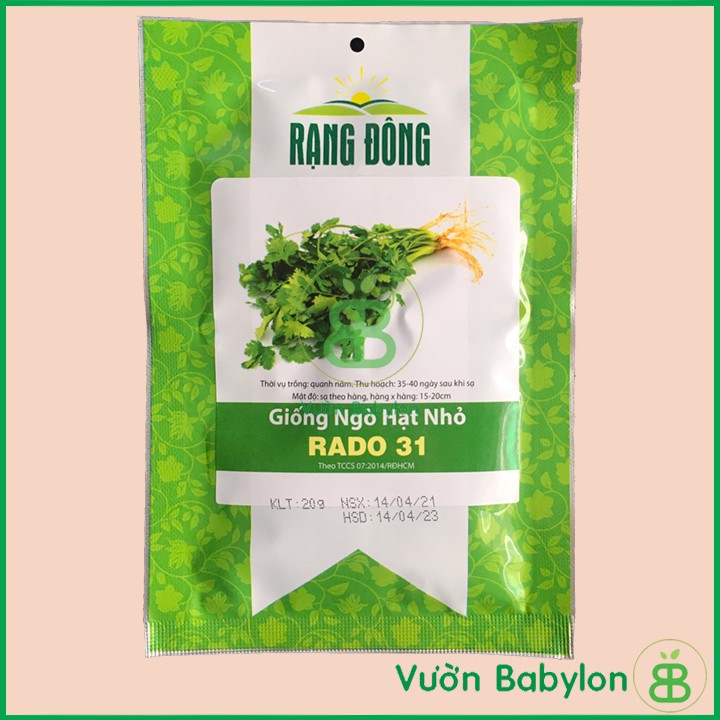 RẠNG ĐÔNG
Thời vụ trồng: quanh năm. Thu hoạch: 35-40 ngày sau khi sạ
Mật độ: sạ theo hàng, hàng x hàng: 15-20cm
Vườn Babylon
Giống Ngò Hạt Nhỏ
RADO 31
Theo TCCS 07:2014/RĐHCM
KLT:20g NSX:14/04/21
HSD:14/04/23
Vườn Babylon